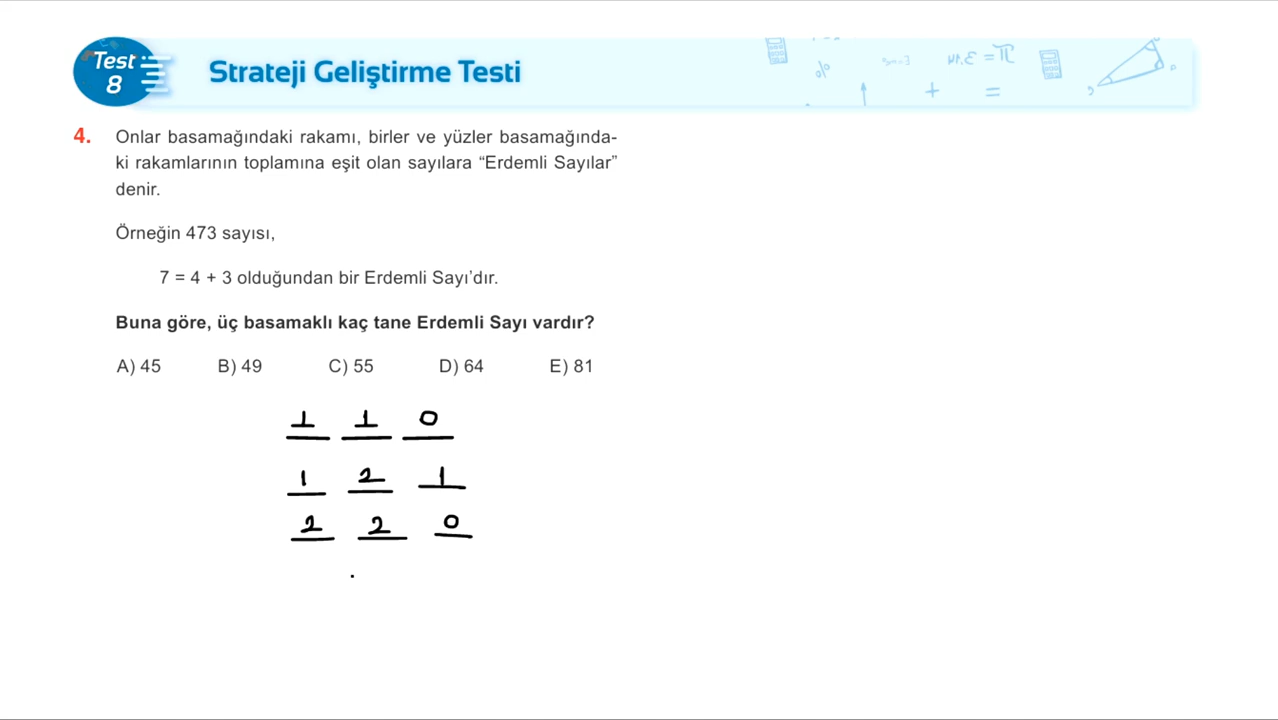 Test
8
Strateji Geliştirme Testi
4. Onlar basamağındaki rakamı, birler ve yüzler basamağında-
ki rakamlarının toplamına eşit olan sayılara “Erdemli Sayılar”
denir.
Örneğin 473 sayısı,
7 = 4 + 3 olduğundan bir Erdemli Sayı’dır.
Buna göre, üç basamaklı kaç tane Erdemli Sayı vardır?
A) 45 B) 49 C) 55 D) 64 E) 81
1 1 0
1 2 1
2 2 0